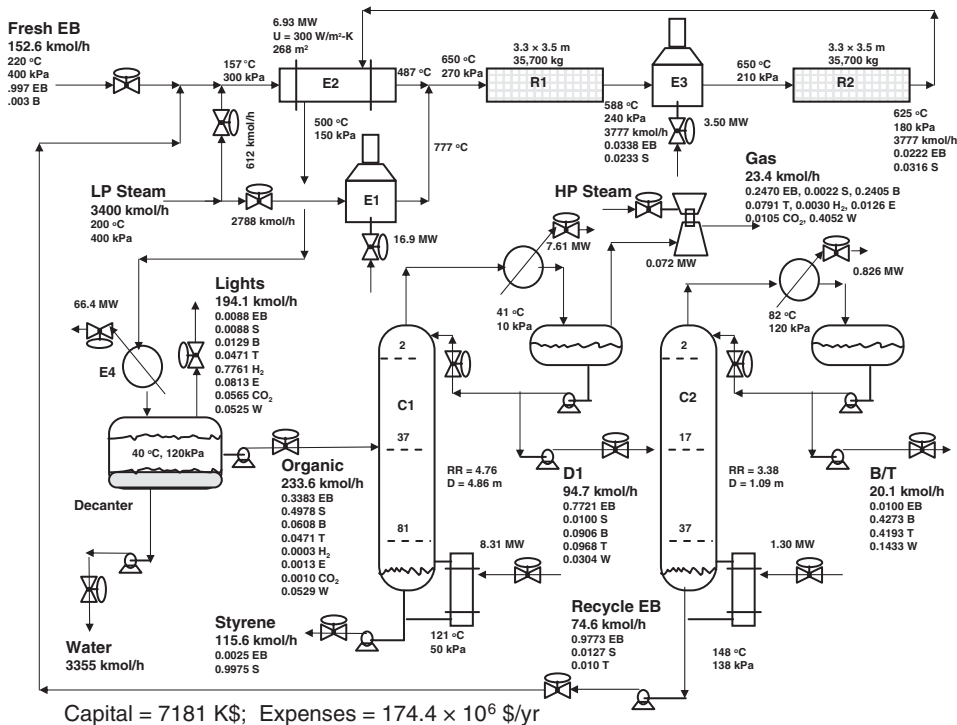 Fresh EB
152.6 kmol/h
220 ºC
400 kPa
.997 EB
.003 B
157 °C
300 kPa
6.93 MW
U = 300 W/m²-K
268 m²
E2
487 ºC
650 ºC
270 kPa
3.3 × 3.5 m
35,700 kg
R1
588 ºC
240 kPa
3777 kmol/h
0.0338 EB
0.0233 S
E3
3.50 MW
650 ºC
210 kPa
3.3 × 3.5 m
35,700 kg
R2
625 ºC
180 kPa
3777 kmol/h
0.0222 EB
0.0316 S
612 kmol/h
500 ºC
150 kPa
777 ºC
LP Steam
3400 kmol/h
200 ºC
400 kPa
2788 kmol/h
E1
16.9 MW
HP Steam
7.61 MW
0.072 MW
Gas
23.4 kmol/h
0.2470 EB, 0.0022 S, 0.2405 B
0.0791 T, 0.0030 H₂, 0.0126 E
0.0105 CO₂, 0.4052 W
0.826 MW
66.4 MW
E4
Lights
194.1 kmol/h
0.0088 EB
0.0088 S
0.0129 B
0.0471 T
0.7761 H₂
0.0813 E
0.0565 CO₂
0.0525 W
41 ºC
10 kPa
82 ºC
120 kPa
2
C1
37
81
RR = 4.76
D = 4.86 m
2
C2
17
37
RR = 3.38
D = 1.09 m
40 ºC, 120kPa
Decanter
Organic
233.6 kmol/h
0.3383 EB
0.4978 S
0.0608 B
0.0471 T
0.0003 H₂
0.0013 E
0.0010 CO₂
0.0529 W
D1
94.7 kmol/h
0.7721 EB
0.0100 S
0.0906 B
0.0968 T
0.0304 W
B/T
20.1 kmol/h
0.0100 EB
0.4273 B
0.4193 T
0.1433 W
8.31 MW
1.30 MW
Water
3355 kmol/h
Styrene
115.6 kmol/h
0.0025 EB
0.9975 S
121 ºC
50 kPa
Recycle EB
74.6 kmol/h
0.9773 EB
0.0127 S
0.010 T
148 ºC
138 kPa
Capital = 7181 K$; Expenses = 174.4 × 10⁶ $/yr